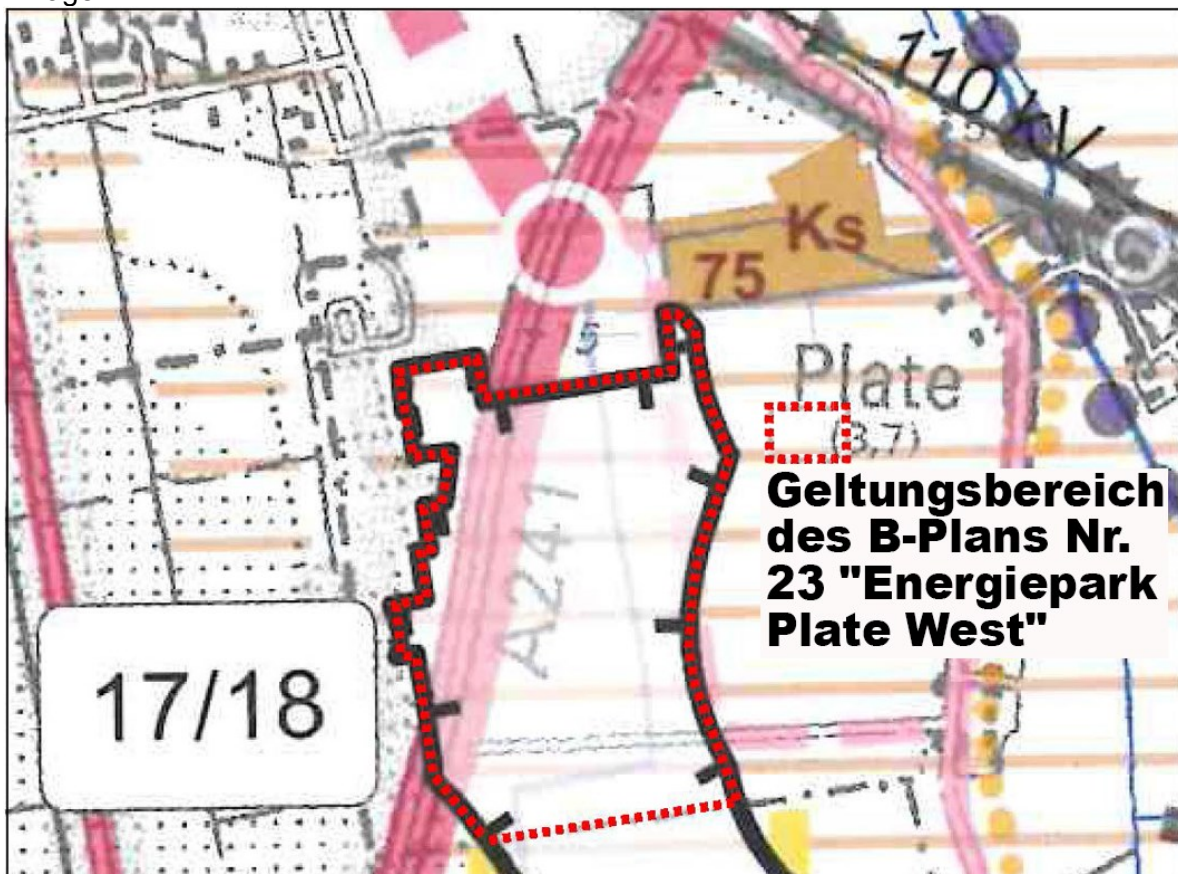 110 kV
Ks
75
Plate
(3,7)
A241
Geltungsbereich
des B-Plans Nr.
23 "Energiepark
Plate West"
17/18